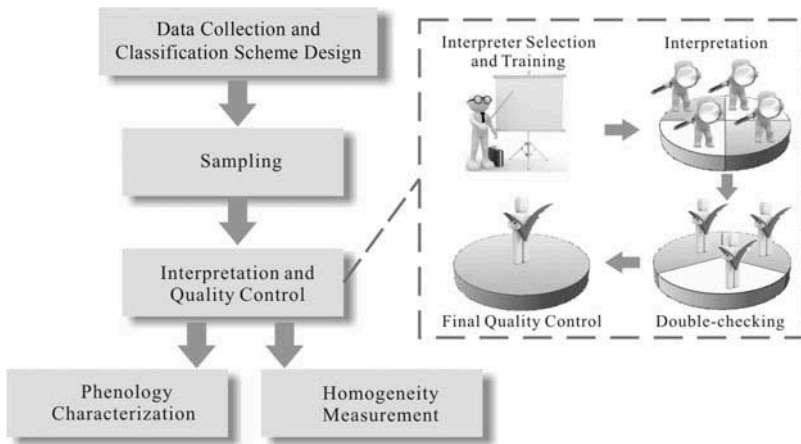 Data Collection and
Classification Scheme Design
Sampling
Interpretation and
Quality Control
Phenology
Characterization
Homogeneity
Measurement
Interpreter Selection
and Training
Interpretation
Final Quality Control
Double-checking